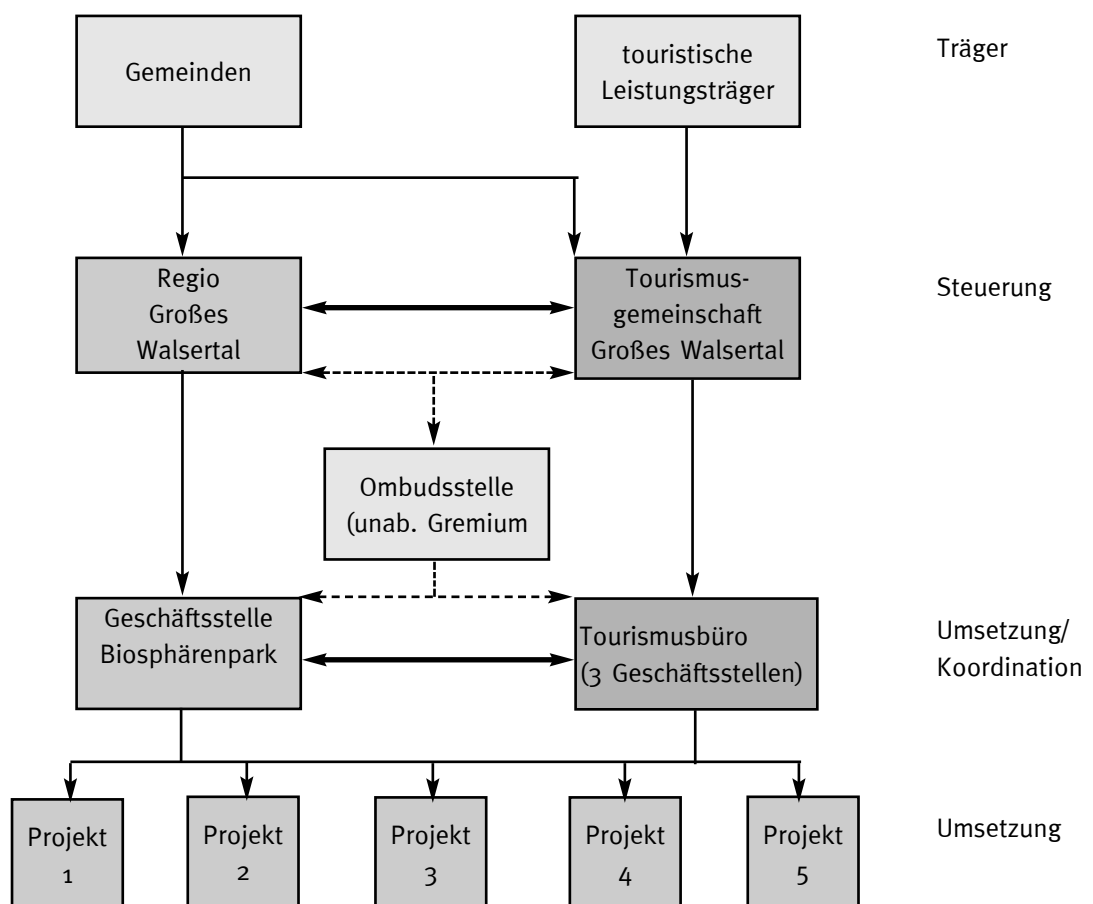 Gemeinden
touristische
Leistungsträger
Träger
Regio
Großes
Walsertal
Tourismus-
gemeinschaft
Großes Walsertal
Steuerung
Ombudsstelle
(unab. Gremium
Geschäftsstelle
Biosphärenpark
Tourismusbüro
(3 Geschäftsstellen)
Umsetzung/
Koordination
Projekt
1
Projekt
2
Projekt
3
Projekt
4
Projekt
5
Umsetzung